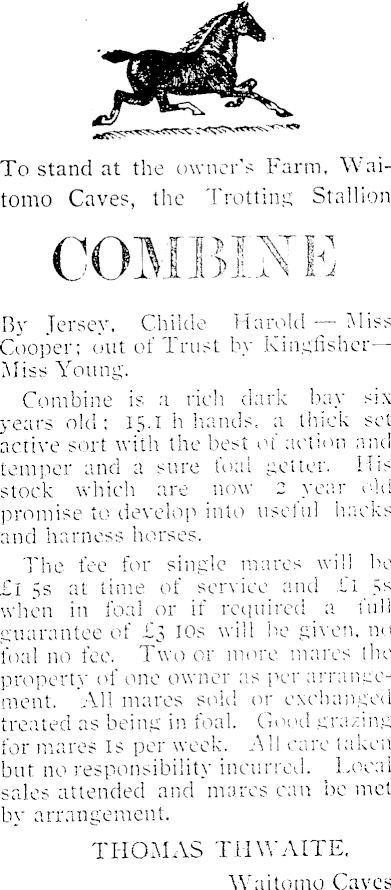 To stand at the owner's Farm, Wai-
tomo Caves, the Trotting Stallion
COMBINE
By Jersey, Childe Harold — Miss
Cooper; out of Trust by Kingfisher—
Miss Young.
Combine is a rich dark bay six
years old; 15.1 h hands, a thick set
active sort with the best of action and
temper and a sure foal getter. His
stock which are now 2 year old
promise to develop into useful hacks
and harness horses.
The fee for single mares will be
£1 5s at time of service and £1 5s
when in foal or if required a full
guarantee of £3 10s will be given, no
foal no fee. Two or more mares the
property of one owner as per arrange-
ment. All mares sold or exchanged
treated as being in foal. Good grazing
for mares 1s per week. All care taken
but no responsibility incurred. Local
sales attended and mares can be met
by arrangement.
THOMAS THWAITE,
Waitomo Caves